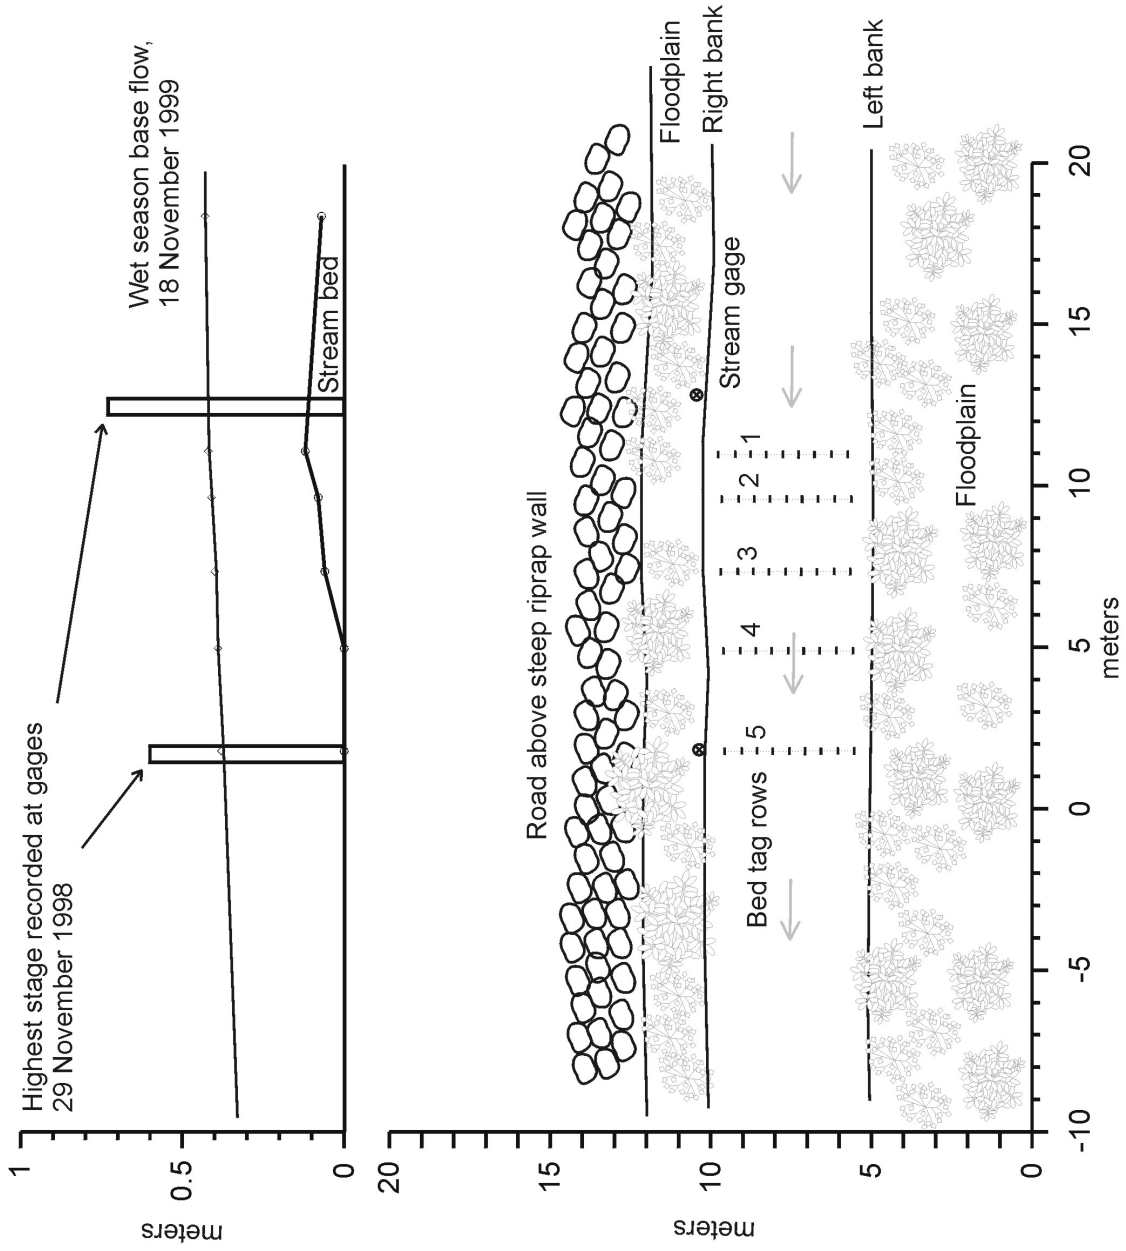 Highest stage recorded at gages
29 November 1998
Wet season base flow,
18 November 1999
Stream bed
1
0.5
0
meters
Road above steep riprap wall
Floodplain
Right bank
Stream gage
Left bank
1
2
3
4
5
Bed tag rows
Floodplain
20
15
10
5
0
meters
-10
-5
0
5
10
15
20
meters